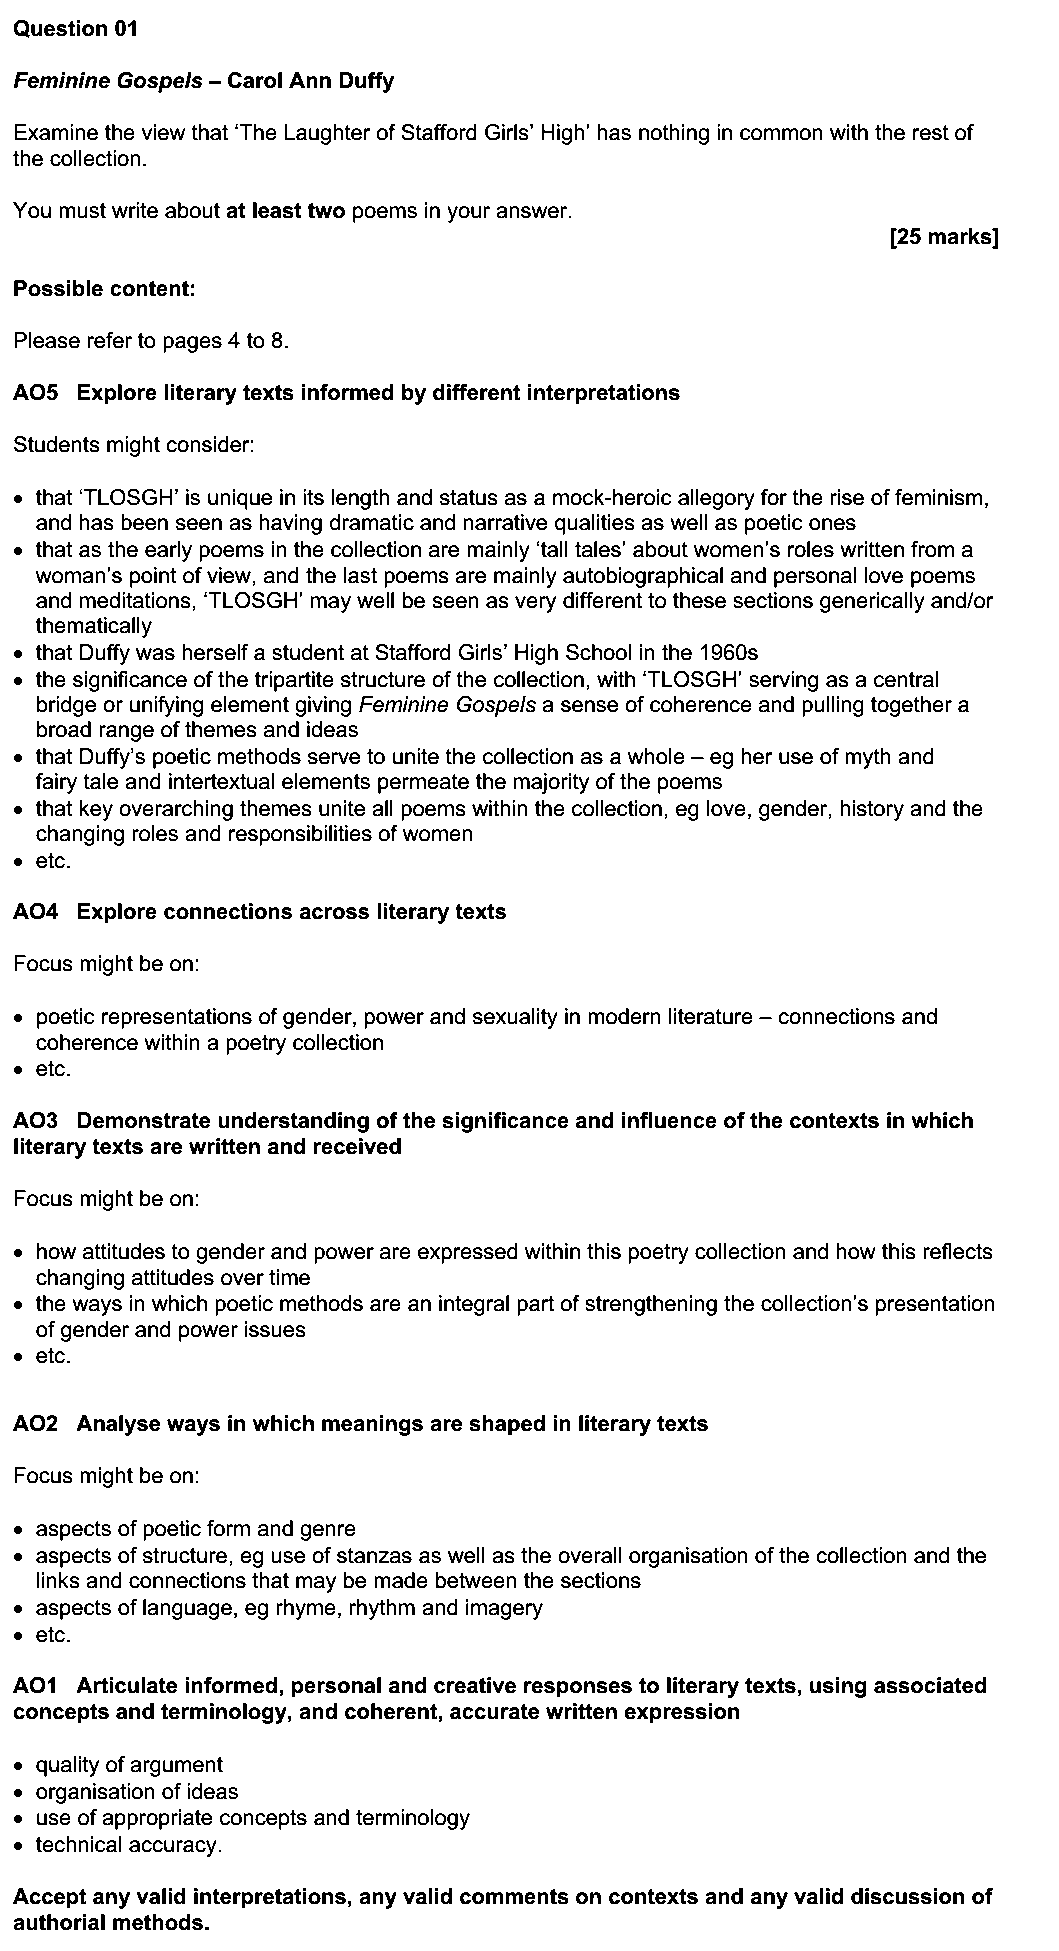 Question 01
Feminine Gospels – Carol Ann Duffy
Examine the view that ‘The Laughter of Stafford Girls’ High’ has nothing in common with the rest of
the collection.
You must write about at least two poems in your answer.
[25 marks]
Possible content:
Please refer to pages 4 to 8.
AO5 Explore literary texts informed by different interpretations
Students might consider:
• that ‘TLOSGH’ is unique in its length and status as a mock-heroic allegory for the rise of feminism,
and has been seen as having dramatic and narrative qualities as well as poetic ones
• that as the early poems in the collection are mainly ‘tall tales’ about women’s roles written from a
woman’s point of view, and the last poems are mainly autobiographical and personal love poems
and meditations, ‘TLOSGH’ may well be seen as very different to these sections generically and/or
thematically
• that Duffy was herself a student at Stafford Girls’ High School in the 1960s
• the significance of the tripartite structure of the collection, with ‘TLOSGH’ serving as a central
bridge or unifying element giving Feminine Gospels a sense of coherence and pulling together a
broad range of themes and ideas
• that Duffy’s poetic methods serve to unite the collection as a whole – eg her use of myth and
fairy tale and intertextual elements permeate the majority of the poems
• that key overarching themes unite all poems within the collection, eg love, gender, history and the
changing roles and responsibilities of women
• etc.
AO4 Explore connections across literary texts
Focus might be on:
• poetic representations of gender, power and sexuality in modern literature – connections and
coherence within a poetry collection
• etc.
AO3 Demonstrate understanding of the significance and influence of the contexts in which
literary texts are written and received
Focus might be on:
• how attitudes to gender and power are expressed within this poetry collection and how this reflects
changing attitudes over time
• the ways in which poetic methods are an integral part of strengthening the collection’s presentation
of gender and power issues
• etc.
AO2 Analyse ways in which meanings are shaped in literary texts
Focus might be on:
• aspects of poetic form and genre
• aspects of structure, eg use of stanzas as well as the overall organisation of the collection and the
links and connections that may be made between the sections
• aspects of language, eg rhyme, rhythm and imagery
• etc.
AO1 Articulate informed, personal and creative responses to literary texts, using associated
concepts and terminology, and coherent, accurate written expression
• quality of argument
• organisation of ideas
• use of appropriate concepts and terminology
• technical accuracy.
Accept any valid interpretations, any valid comments on contexts and any valid discussion of
authorial methods.